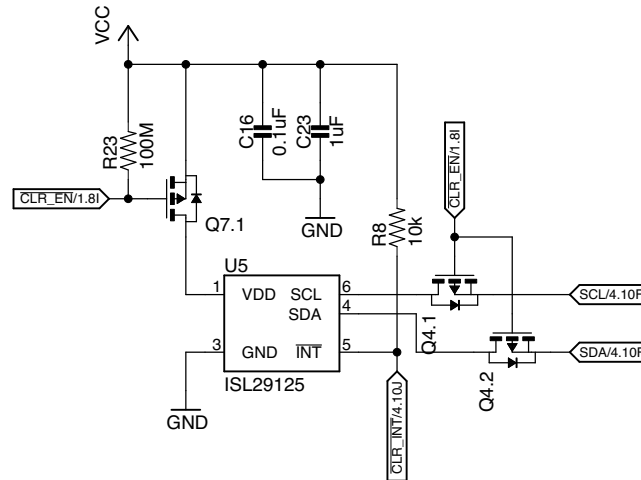 VCC
R23
100M
C16
0.1uF
C23
1uF
CLR_EN/1.8I
CLR_EN/1.8I
Q7.1
GND
R8
10k
U5
1
VDD
SCL
6
SDA
4
3
GND
INT
5
ISL29125
GND
Q4.1
Q4.2
SCL/4.10F
SDA/4.10F
CLR_INT/4.10J